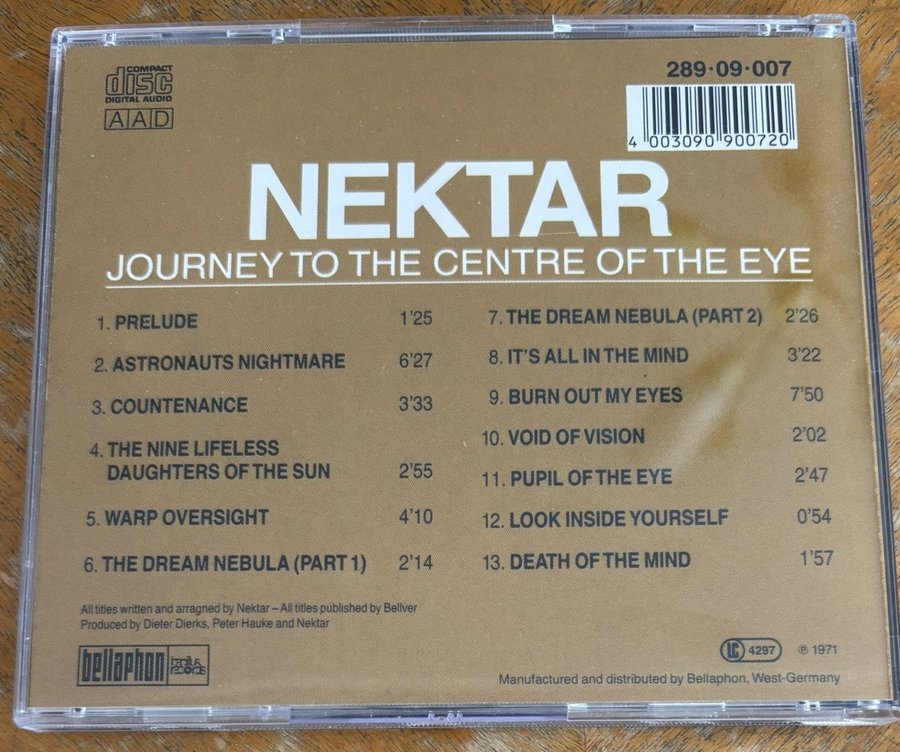 COMPACT
disc
DIGITAL AUDIO
AAD
289·09·007
4 003090 900720
NEKTAR
JOURNEY TO THE CENTRE OF THE EYE
1. PRELUDE 1'25
2. ASTRONAUTS NIGHTMARE 6'27
3. COUNTENANCE 3'33
4. THE NINE LIFELESS
DAUGHTERS OF THE SUN 2'55
5. WARP OVERSIGHT 4'10
6. THE DREAM NEBULA (PART 1) 2'14
7. THE DREAM NEBULA (PART 2) 2'26
8. IT'S ALL IN THE MIND 3'22
9. BURN OUT MY EYES 7'50
10. VOID OF VISION 2'02
11. PUPIL OF THE EYE 2'47
12. LOOK INSIDE YOURSELF 0'54
13. DEATH OF THE MIND 1'57
All titles written and arragned by Nektar – All titles published by Bellver
Produced by Dieter Dierks, Peter Hauke and Nektar
bellaphon
bacillus
records
LC 4297 ℗ 1971
Manufactured and distributed by Bellaphon, West-Germany